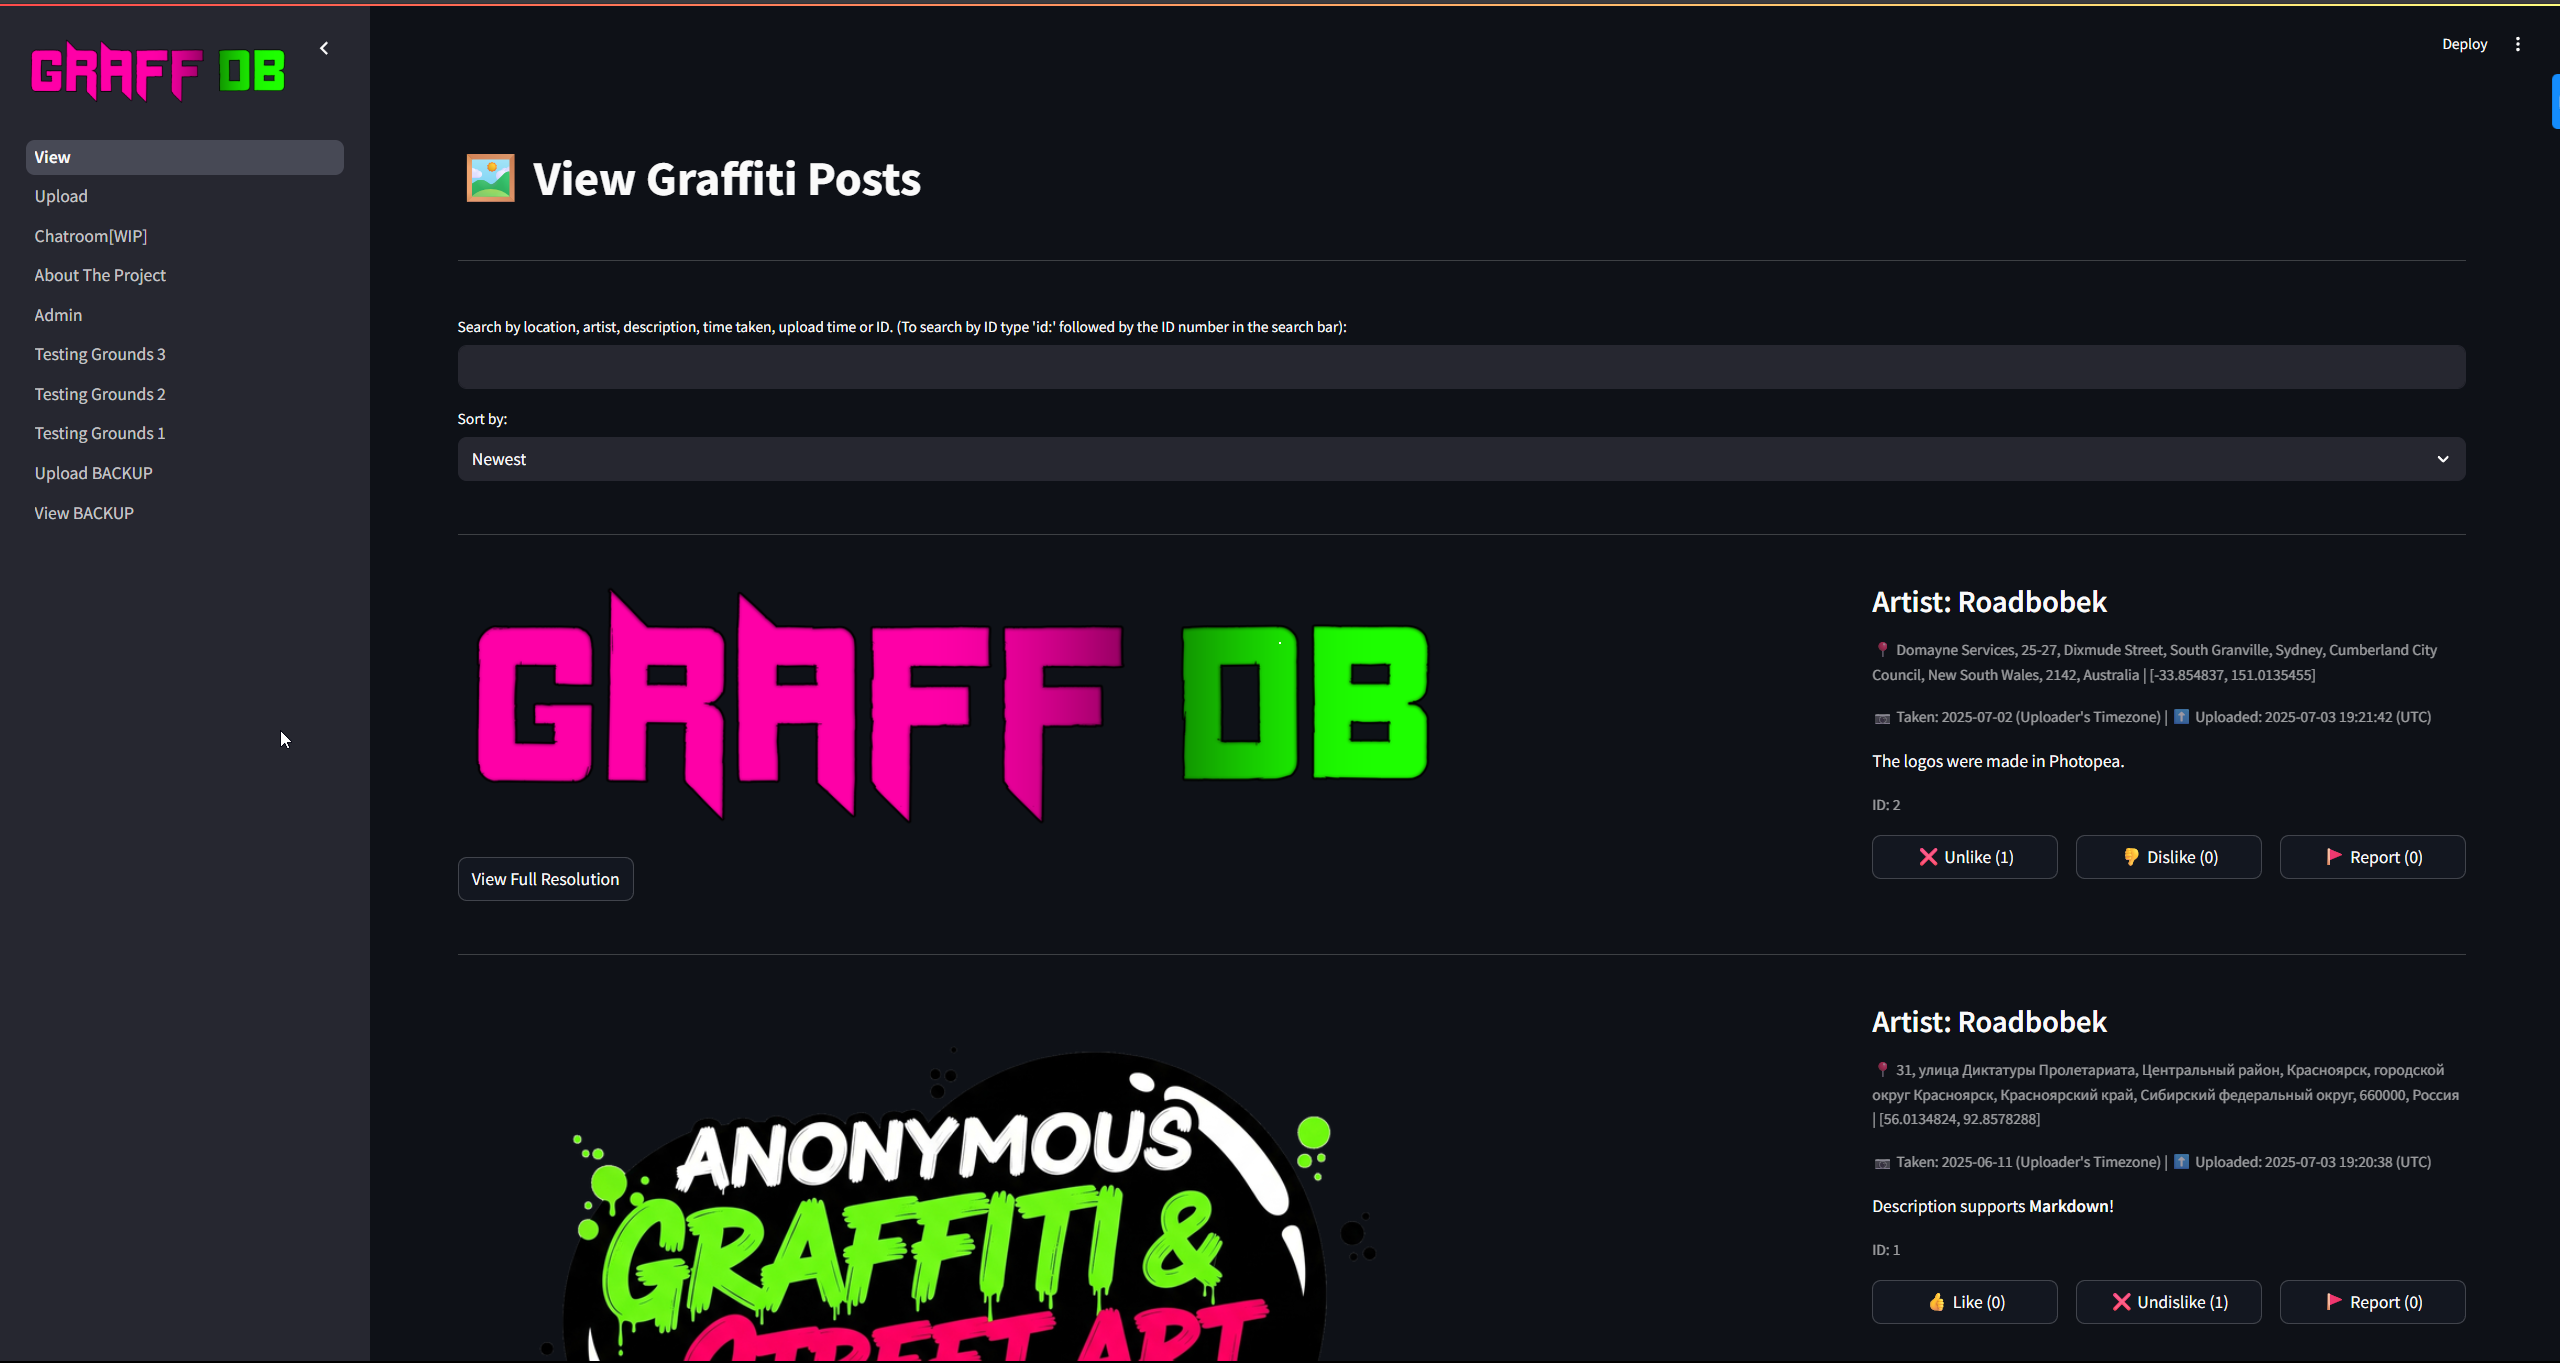 GRAFF DB
Deploy
View
Upload
Chatroom[WIP]
About The Project
Admin
Testing Grounds 3
Testing Grounds 2
Testing Grounds 1
Upload BACKUP
View BACKUP
View Graffiti Posts
Search by location, artist, description, time taken, upload time or ID. (To search by ID type 'id:' followed by the ID number in the search bar):
Sort by:
Newest
GRAFF DB
View Full Resolution
Artist: Roadbobek
Domayne Services, 25-27, Dixmude Street, South Granville, Sydney, Cumberland City
Council, New South Wales, 2142, Australia | [-33.854837, 151.0135455]
Taken: 2025-07-02 (Uploader's Timezone) | Uploaded: 2025-07-03 19:21:42 (UTC)
The logos were made in Photopea.
ID: 2
Unlike (1)
Dislike (0)
Report (0)
ANONYMOUS
GRAFFITI &
STREET ART
Artist: Roadbobek
31, улица Диктатуры Пролетариата, Центральный район, Красноярск, городской
округ Красноярск, Красноярский край, Сибирский федеральный округ, 660000, Россия
| [56.0134824, 92.8578288]
Taken: 2025-06-11 (Uploader's Timezone) | Uploaded: 2025-07-03 19:20:38 (UTC)
Description supports Markdown!
ID: 1
Like (0)
Undislike (1)
Report (0)